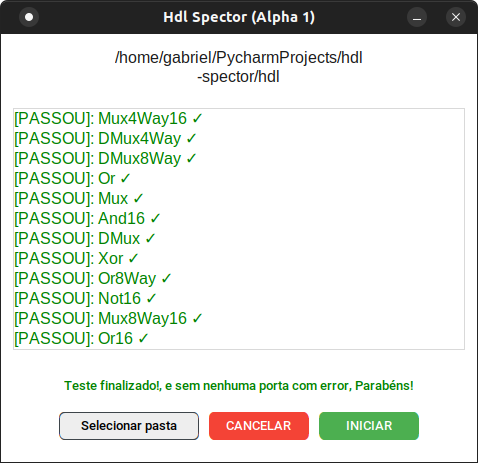 Hdl Spector (Alpha 1)
/home/gabriel/PycharmProjects/hdl
-spector/hdl
[PASSOU]: Mux4Way16 ✓
[PASSOU]: DMux4Way ✓
[PASSOU]: DMux8Way ✓
[PASSOU]: Or ✓
[PASSOU]: Mux ✓
[PASSOU]: And16 ✓
[PASSOU]: DMux ✓
[PASSOU]: Xor ✓
[PASSOU]: Or8Way ✓
[PASSOU]: Not16 ✓
[PASSOU]: Mux8Way16 ✓
[PASSOU]: Or16 ✓
Teste finalizado!, e sem nenhuma porta com error, Parabéns!
Selecionar pasta
CANCELAR
INICIAR